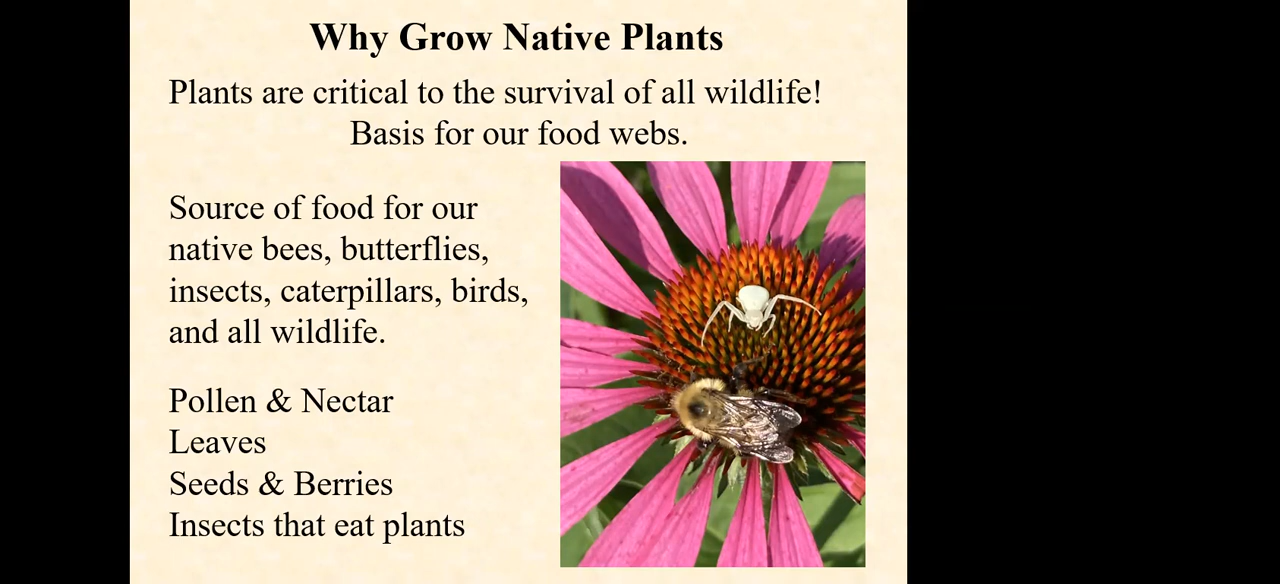 Why Grow Native Plants
Plants are critical to the survival of all wildlife!
Basis for our food webs.
Source of food for our
native bees, butterflies,
insects, caterpillars, birds,
and all wildlife.
Pollen & Nectar
Leaves
Seeds & Berries
Insects that eat plants